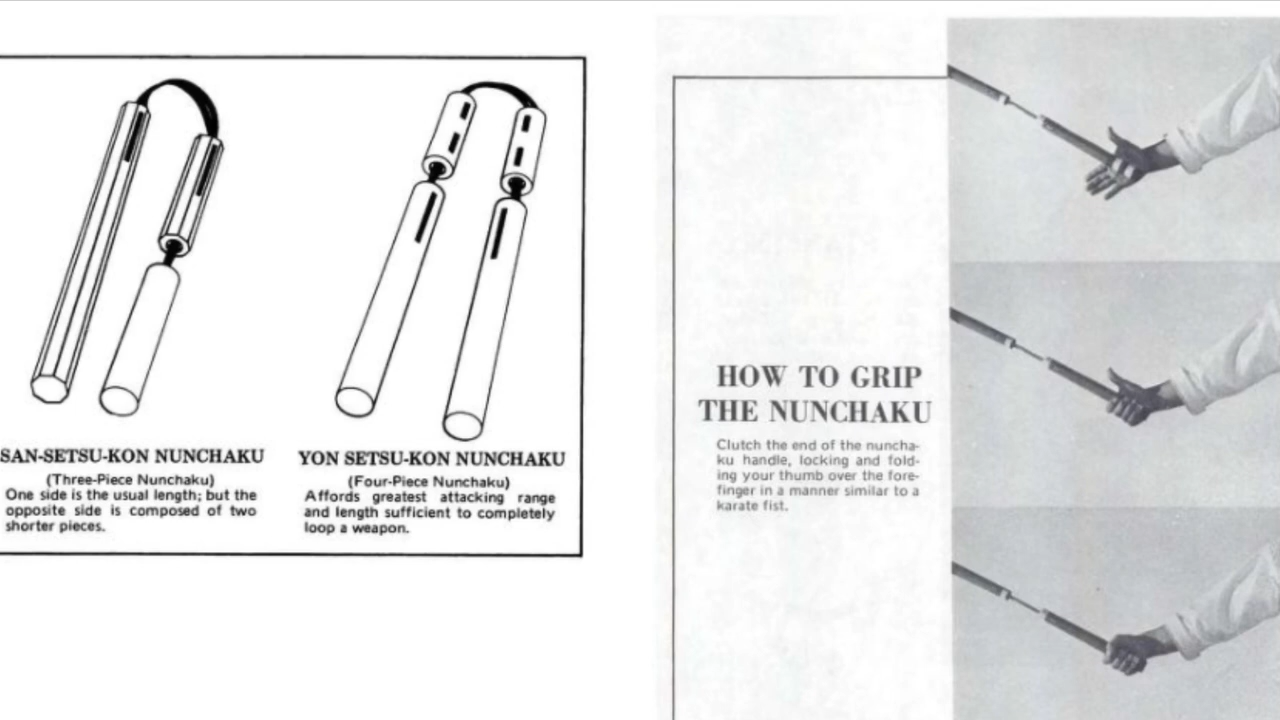 SAN-SETSU-KON NUNCHAKU
(Three-Piece Nunchaku)
One side is the usual length; but the
opposite side is composed of two
shorter pieces.
YON SETSU-KON NUNCHAKU
(Four-Piece Nunchaku)
Affords greatest attacking range
and length sufficient to completely
loop a weapon.
HOW TO GRIP
THE NUNCHAKU
Clutch the end of the nuncha-
ku handle, locking and fold-
ing your thumb over the fore-
finger in a manner similar to a
karate fist.